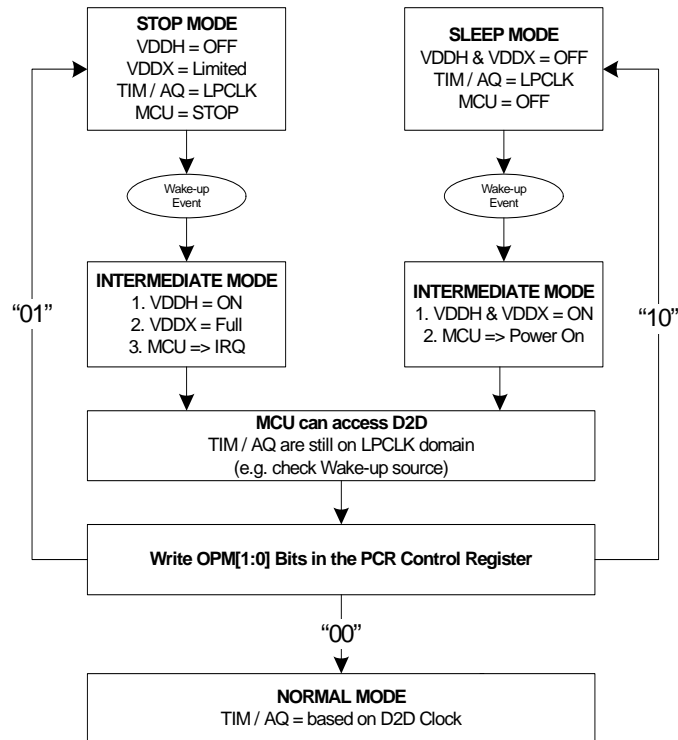 STOP MODE
VDDH = OFF
VDDX = Limited
TIM / AQ = LPCLK
MCU = STOP
SLEEP MODE
VDDH & VDDX = OFF
TIM / AQ = LPCLK
MCU = OFF
Wake-up
Event
Wake-up
Event
INTERMEDIATE MODE
1. VDDH = ON
2. VDDX = Full
3. MCU => IRQ
INTERMEDIATE MODE
1. VDDH & VDDX = ON
2. MCU => Power On
“01”
“10”
MCU can access D2D
TIM / AQ are still on LPCLK domain
(e.g. check Wake-up source)
Write OPM[1:0] Bits in the PCR Control Register
“00”
NORMAL MODE
TIM / AQ = based on D2D Clock